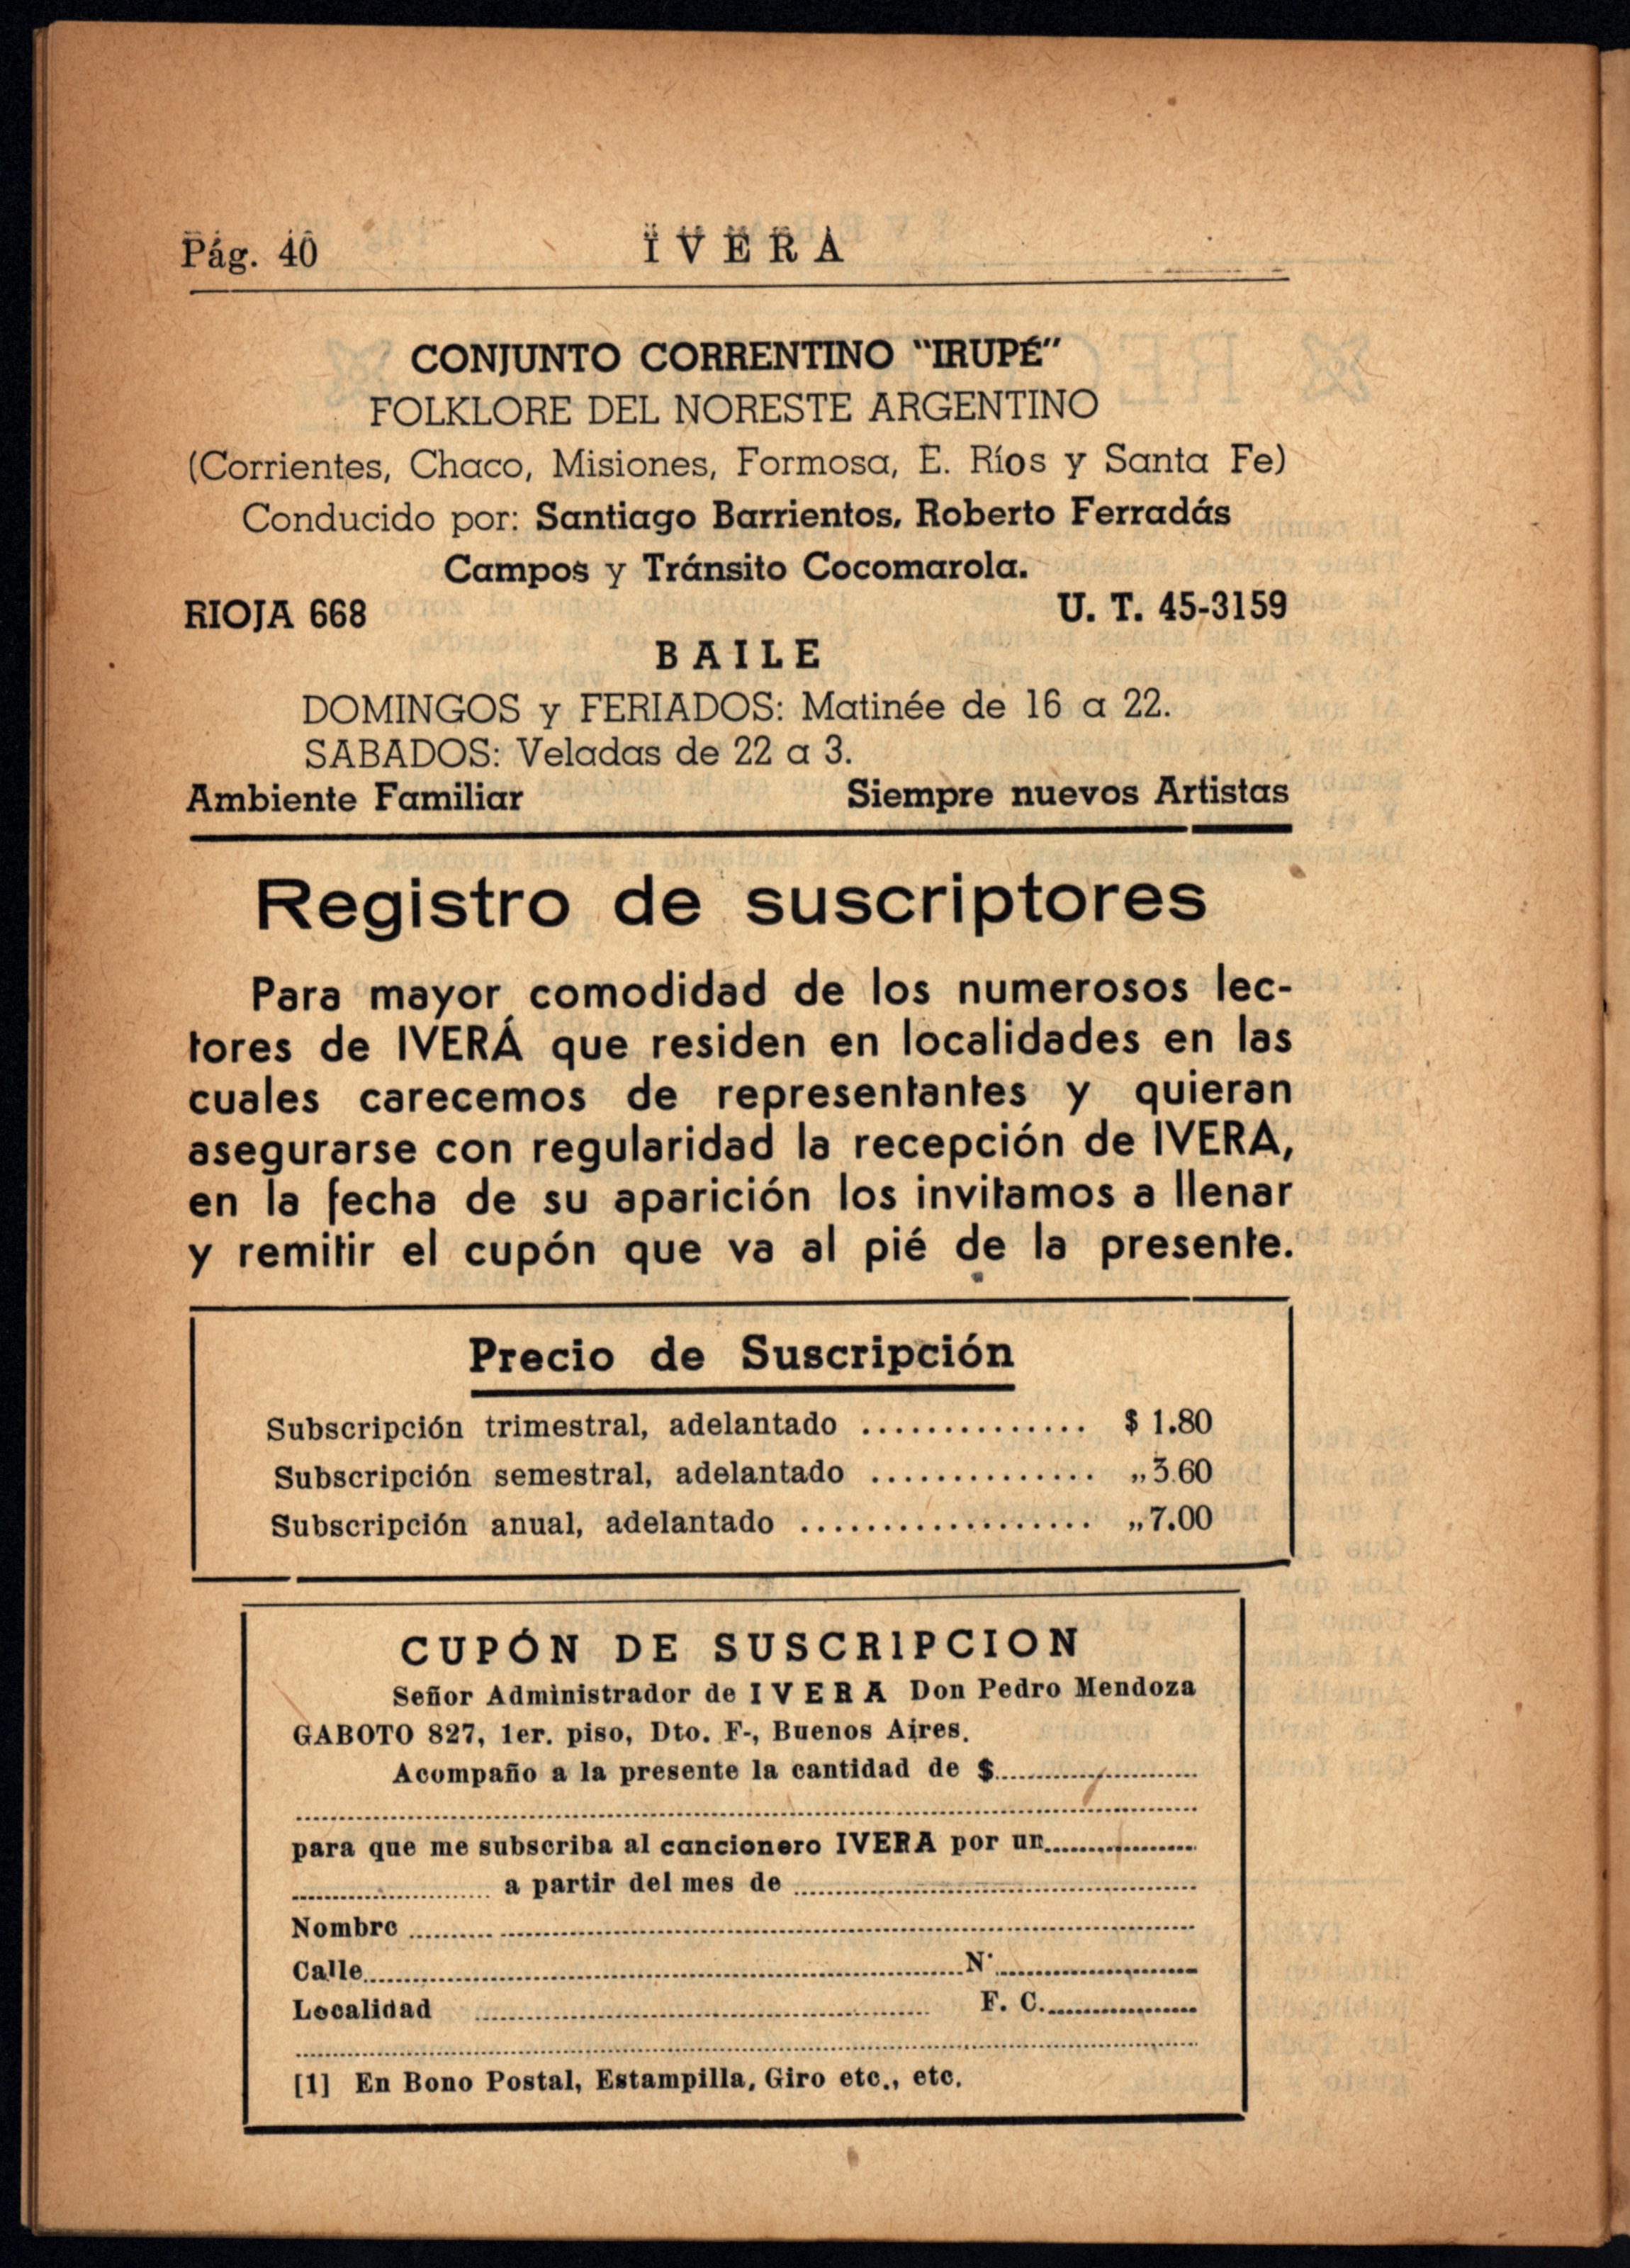 Pág. 40
IVERA
CONJUNTO CORRENTINO "IRUPÉ"
FOLKLORE DEL NORESTE ARGENTINO
(Corrientes, Chaco, Misiones, Formosa, E. Ríos y Santa Fe)
Conducido por: Santiago Barrientos, Roberto Ferradás
Campos y Tránsito Cocomarola.
RIOJA 668 U. T. 45-3159
BAILE
DOMINGOS y FERIADOS: Matinée de 16 a 22.
SABADOS: Veladas de 22 a 3.
Ambiente Familiar Siempre nuevos Artistas
Registro de suscriptores
Para mayor comodidad de los numerosos lec-
tores de IVERÁ que residen en localidades en las
cuales carecemos de representantes y quieran
asegurarse con regularidad la recepción de IVERA,
en la fecha de su aparición los invitamos a llenar
y remitir el cupón que va al pié de la presente.
Precio de Suscripción
Subscripción trimestral, adelantado .............. $ 1.80
Subscripción semestral, adelantado .............. „ 3.60
Subscripción anual, adelantado .................. „ 7.00
CUPÓN DE SUSCRIPCION
Señor Administrador de IVERA Don Pedro Mendoza
GABOTO 827, 1er. piso, Dto. F-, Buenos Aires.
Acompaño a la presente la cantidad de $..........
para que me subscriba al cancionero IVERA por un..........
.......... a partir del mes de ..........
Nombre ..........
Calle.......... N°..........
Localidad .......... F. C...........
[1] En Bono Postal, Estampilla, Giro etc., etc.